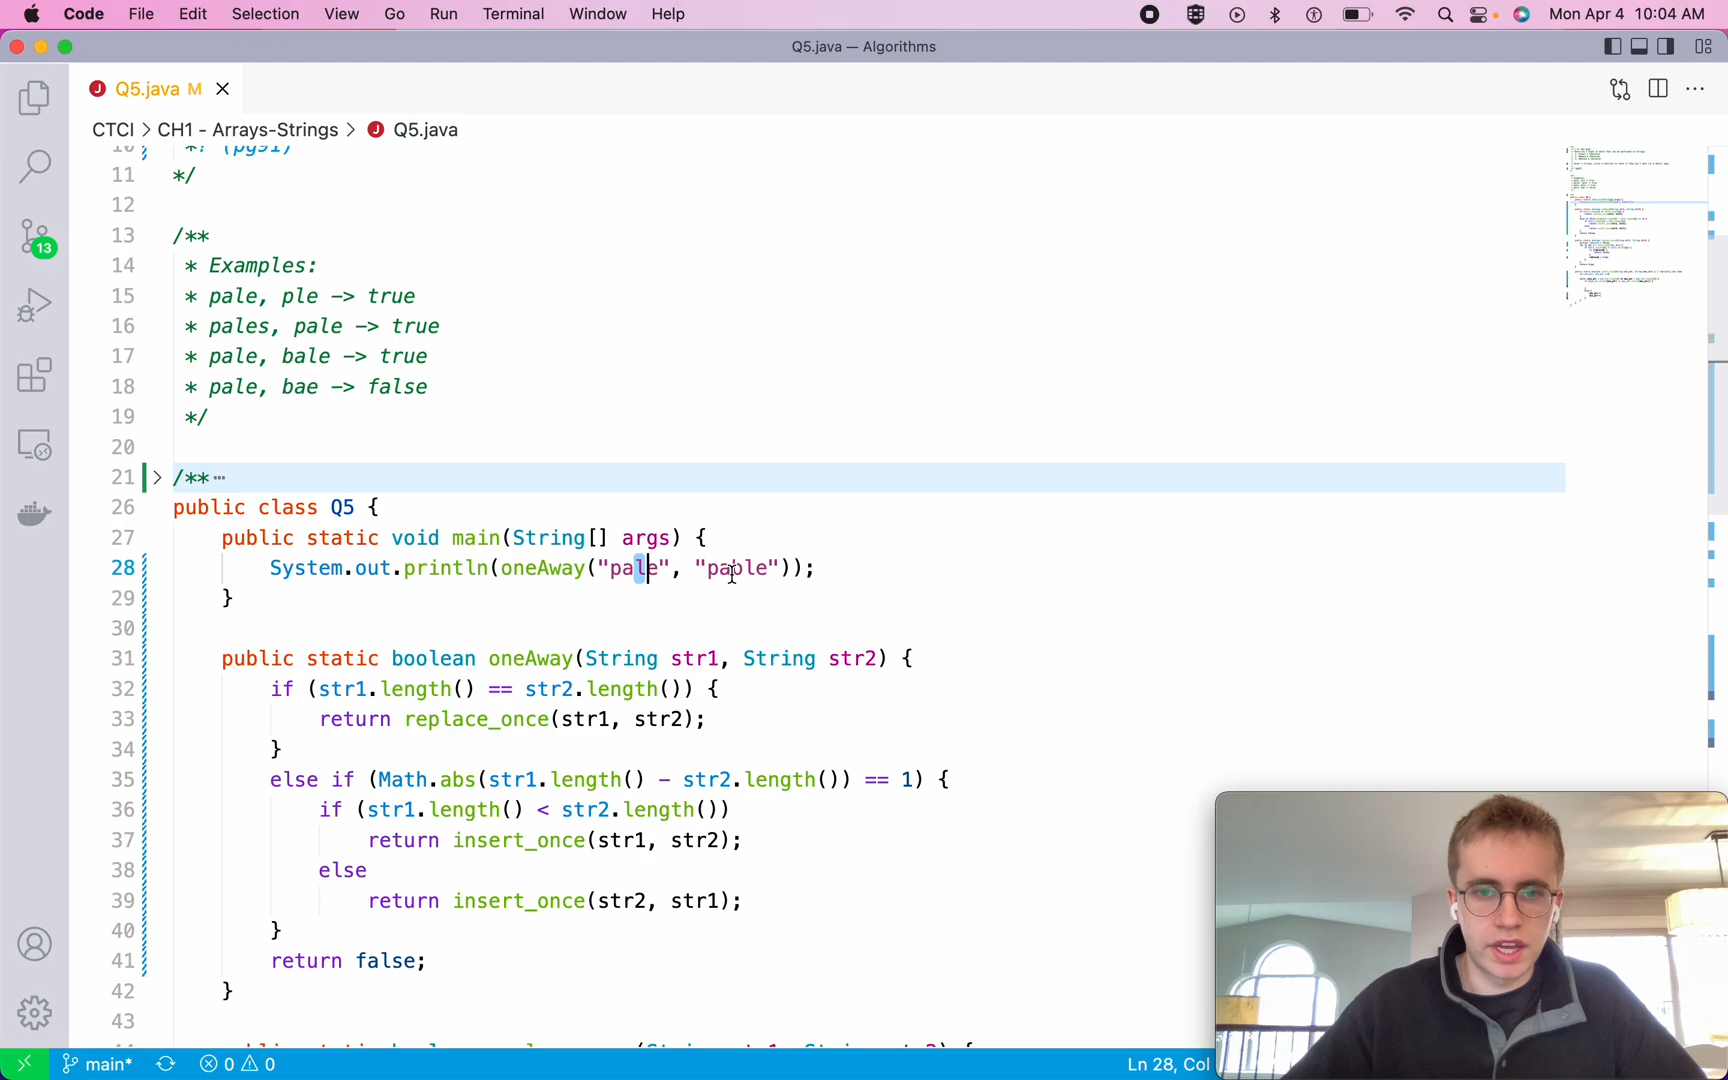 Code File Edit Selection View Go Run Terminal Window Help Mon Apr 4 10:04 AM
Q5.java — Algorithms
J Q5.java M
CTCI > CH1 - Arrays-Strings > J Q5.java
10 *? (pg91)
11 */
12
13 /**
14 * Examples:
15 * pale, ple -> true
16 * pales, pale -> true
17 * pale, bale -> true
18 * pale, bae -> false
19 */
20
21 /** ⋯
26 public class Q5 {
27 public static void main(String[] args) {
28 System.out.println(oneAway("pale", "paple"));
29 }
30
31 public static boolean oneAway(String str1, String str2) {
32 if (str1.length() == str2.length()) {
33 return replace_once(str1, str2);
34 }
35 else if (Math.abs(str1.length() - str2.length()) == 1) {
36 if (str1.length() < str2.length())
37 return insert_once(str1, str2);
38 else
39 return insert_once(str2, str1);
40 }
41 return false;
42 }
43
13
main* 0 0 Ln 28, Col